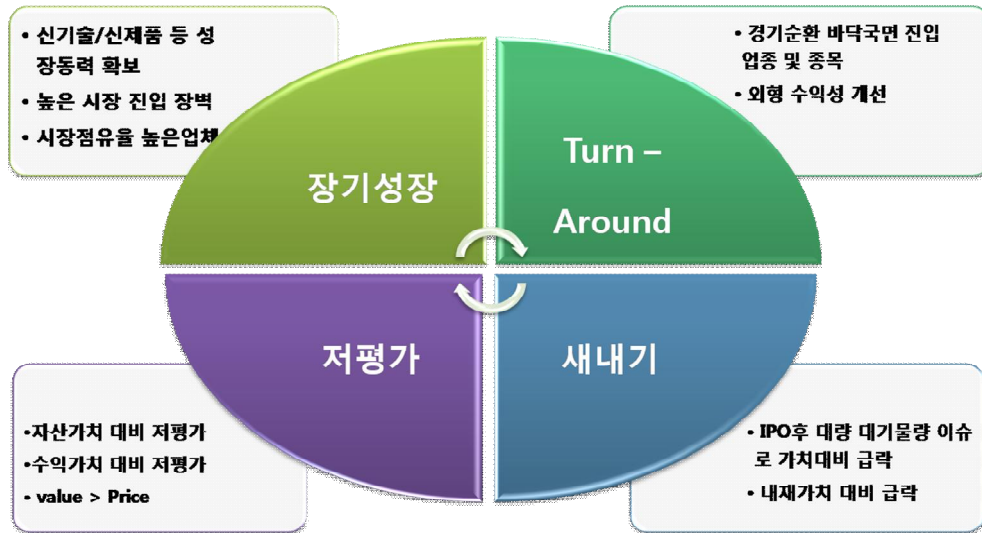 • 신기술/신제품 등 성
장동력 확보
• 높은 시장 진입 장벽
• 시장점유율 높은업체
• 경기순환 바닥국면 진입
업종 및 종목
• 외형 수익성 개선
장기성장
Turn –
Around
저평가
새내기
•자산가치 대비 저평가
•수익가치 대비 저평가
• value > Price
• IPO후 대량 대기물량 이슈
로 가치대비 급락
• 내재가치 대비 급락